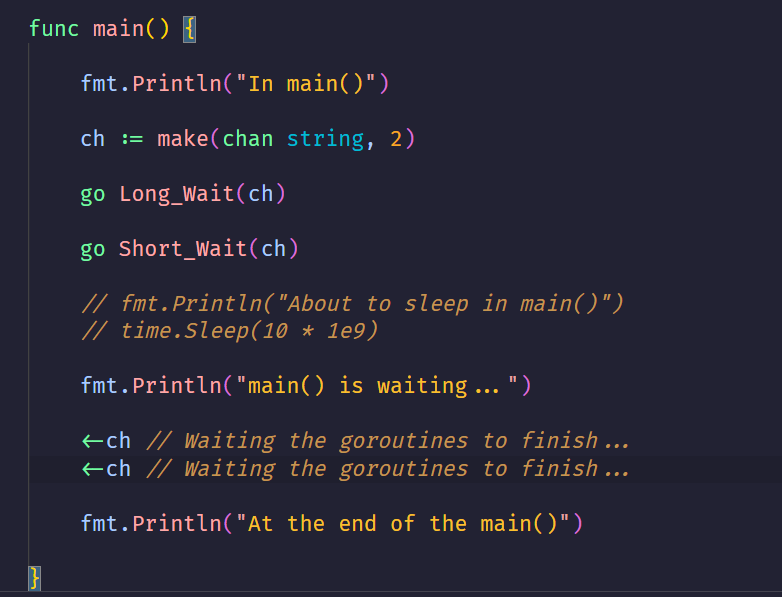 func main() {
fmt.Println("In main()")
ch := make(chan string, 2)
go Long_Wait(ch)
go Short_Wait(ch)
// fmt.Println("About to sleep in main()")
// time.Sleep(10 * 1e9)
fmt.Println("main() is waiting...")
<-ch // Waiting the goroutines to finish...
<-ch // Waiting the goroutines to finish...
fmt.Println("At the end of the main()")
}